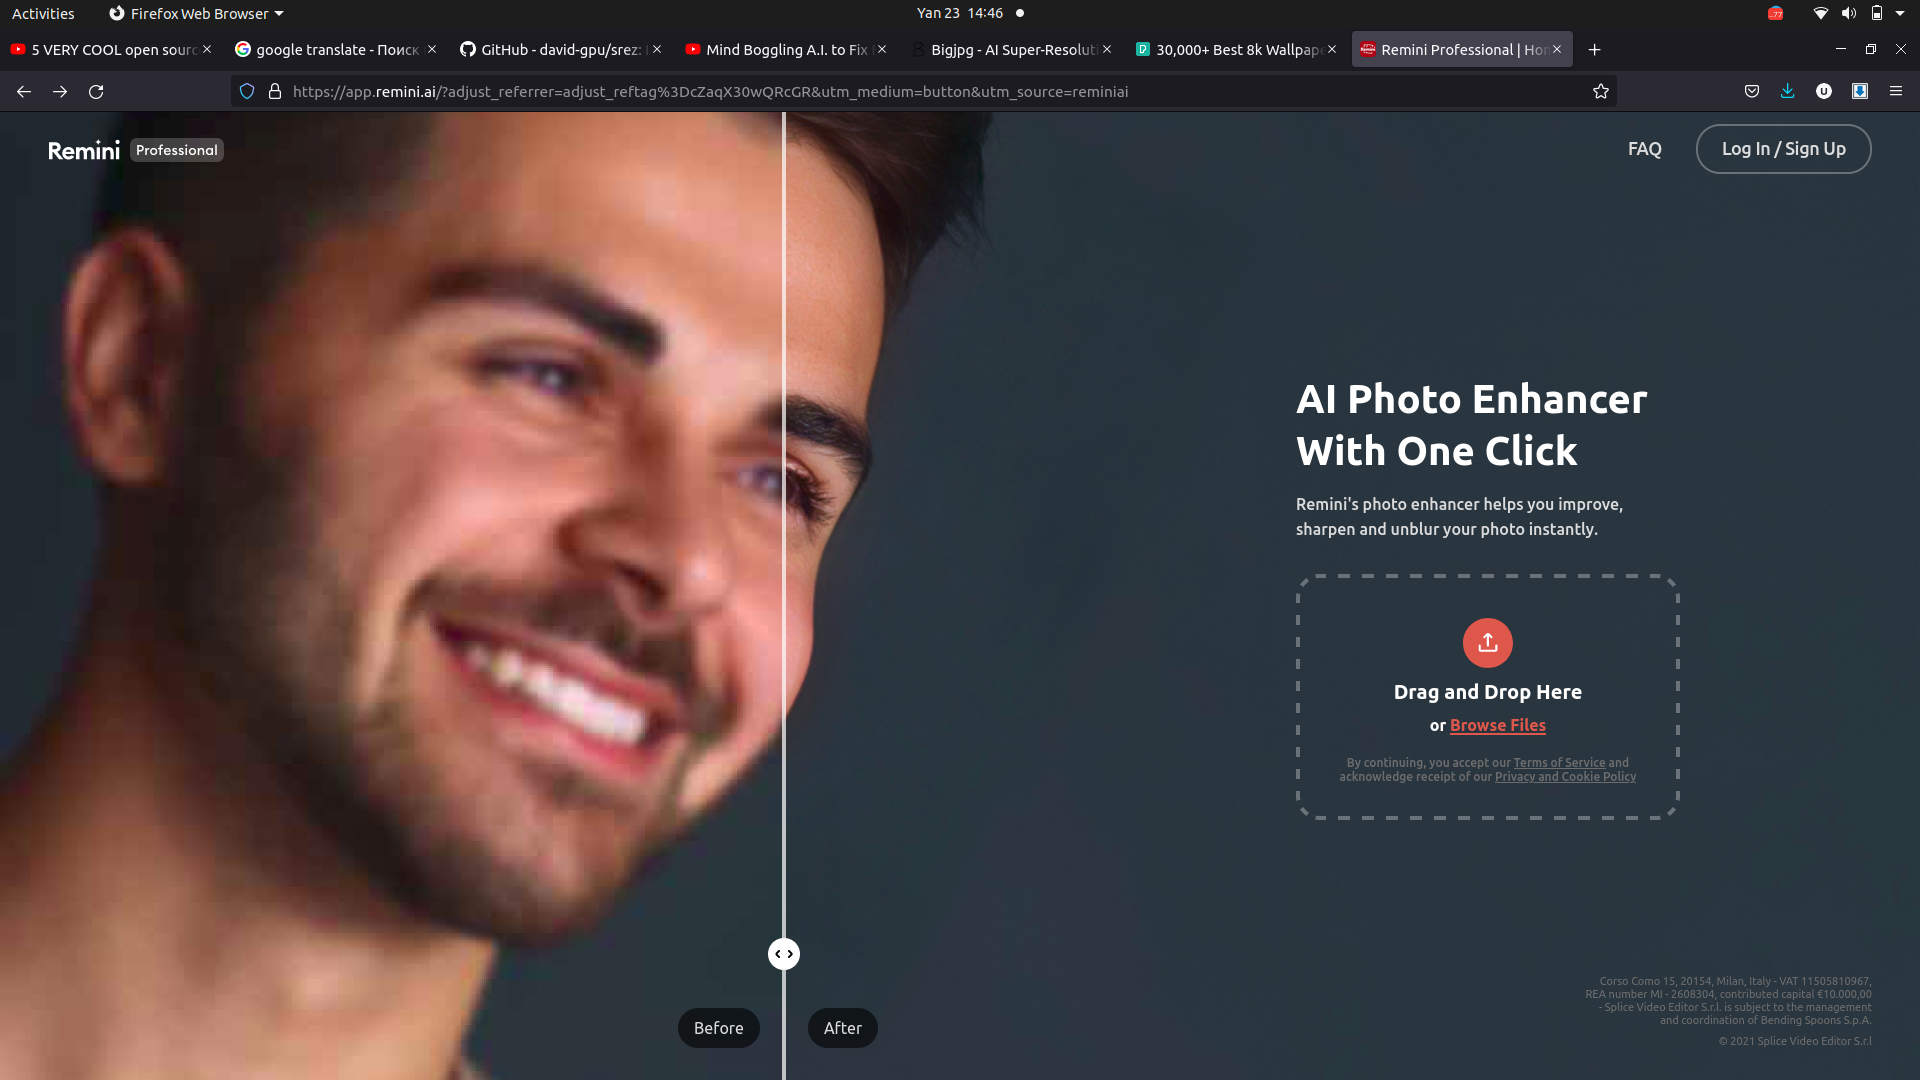 Activities
Firefox Web Browser
Yan 23 14:46
5 VERY COOL open sourc
google translate - Поиск
GitHub - david-gpu/srez:
Mind Boggling A.I. to Fix
Bigjpg - AI Super-Resoluti
30,000+ Best 8k Wallpape
Remini Professional | Hon
https://app.remini.ai/?adjust_referrer=adjust_reftag%3DcZaqX30wQRcGR&utm_medium=button&utm_source=reminiai
Remini Professional
FAQ
Log In / Sign Up
AI Photo Enhancer
With One Click
Remini's photo enhancer helps you improve,
sharpen and unblur your photo instantly.
Drag and Drop Here
or Browse Files
By continuing, you accept our Terms of Service and
acknowledge receipt of our Privacy and Cookie Policy
Before
After
Corso Como 15, 20154, Milan, Italy - VAT 11505810967,
REA number MI - 2608304, contributed capital €10.000,00
- Splice Video Editor S.r.l. is subject to the management
and coordination of Bending Spoons S.p.A.
© 2021 Splice Video Editor S.r.l